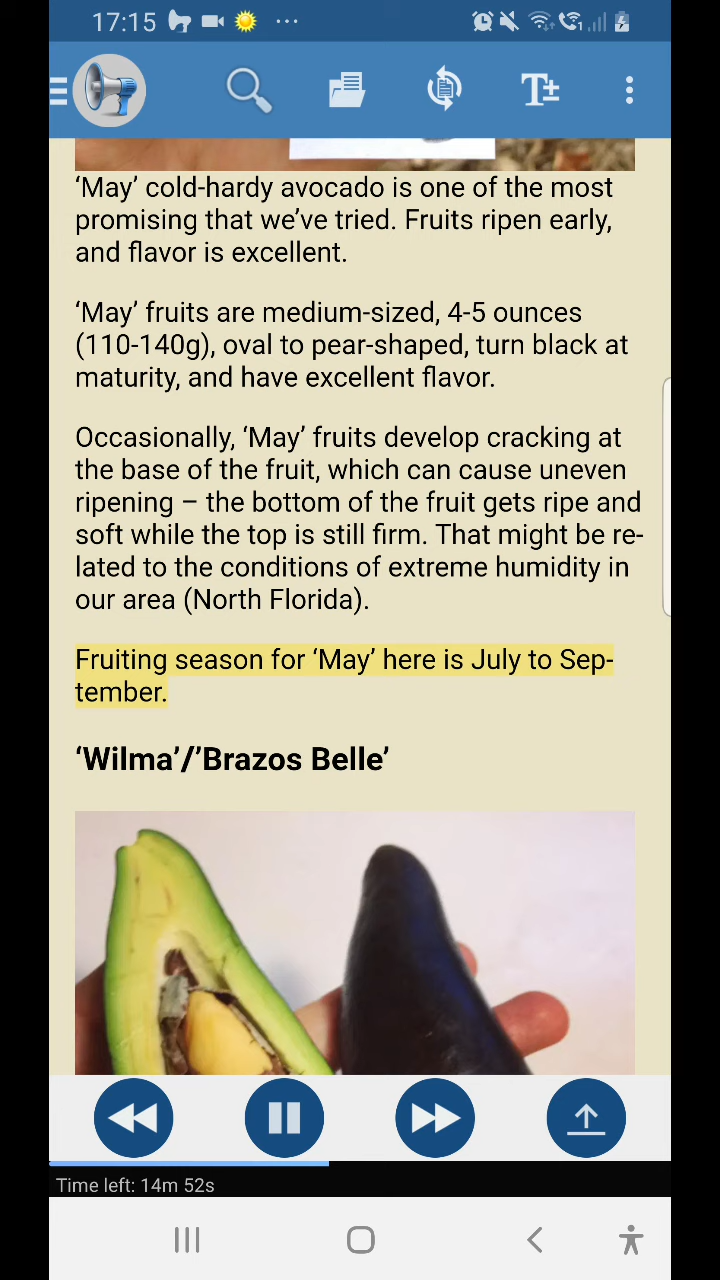 17:15
T±
‘May’ cold-hardy avocado is one of the most
promising that we’ve tried. Fruits ripen early,
and flavor is excellent.
‘May’ fruits are medium-sized, 4-5 ounces
(110-140g), oval to pear-shaped, turn black at
maturity, and have excellent flavor.
Occasionally, ‘May’ fruits develop cracking at
the base of the fruit, which can cause uneven
ripening – the bottom of the fruit gets ripe and
soft while the top is still firm. That might be re-
lated to the conditions of extreme humidity in
our area (North Florida).
Fruiting season for ‘May’ here is July to Sep-
tember.
‘Wilma’/’Brazos Belle’
Time left: 14m 52s